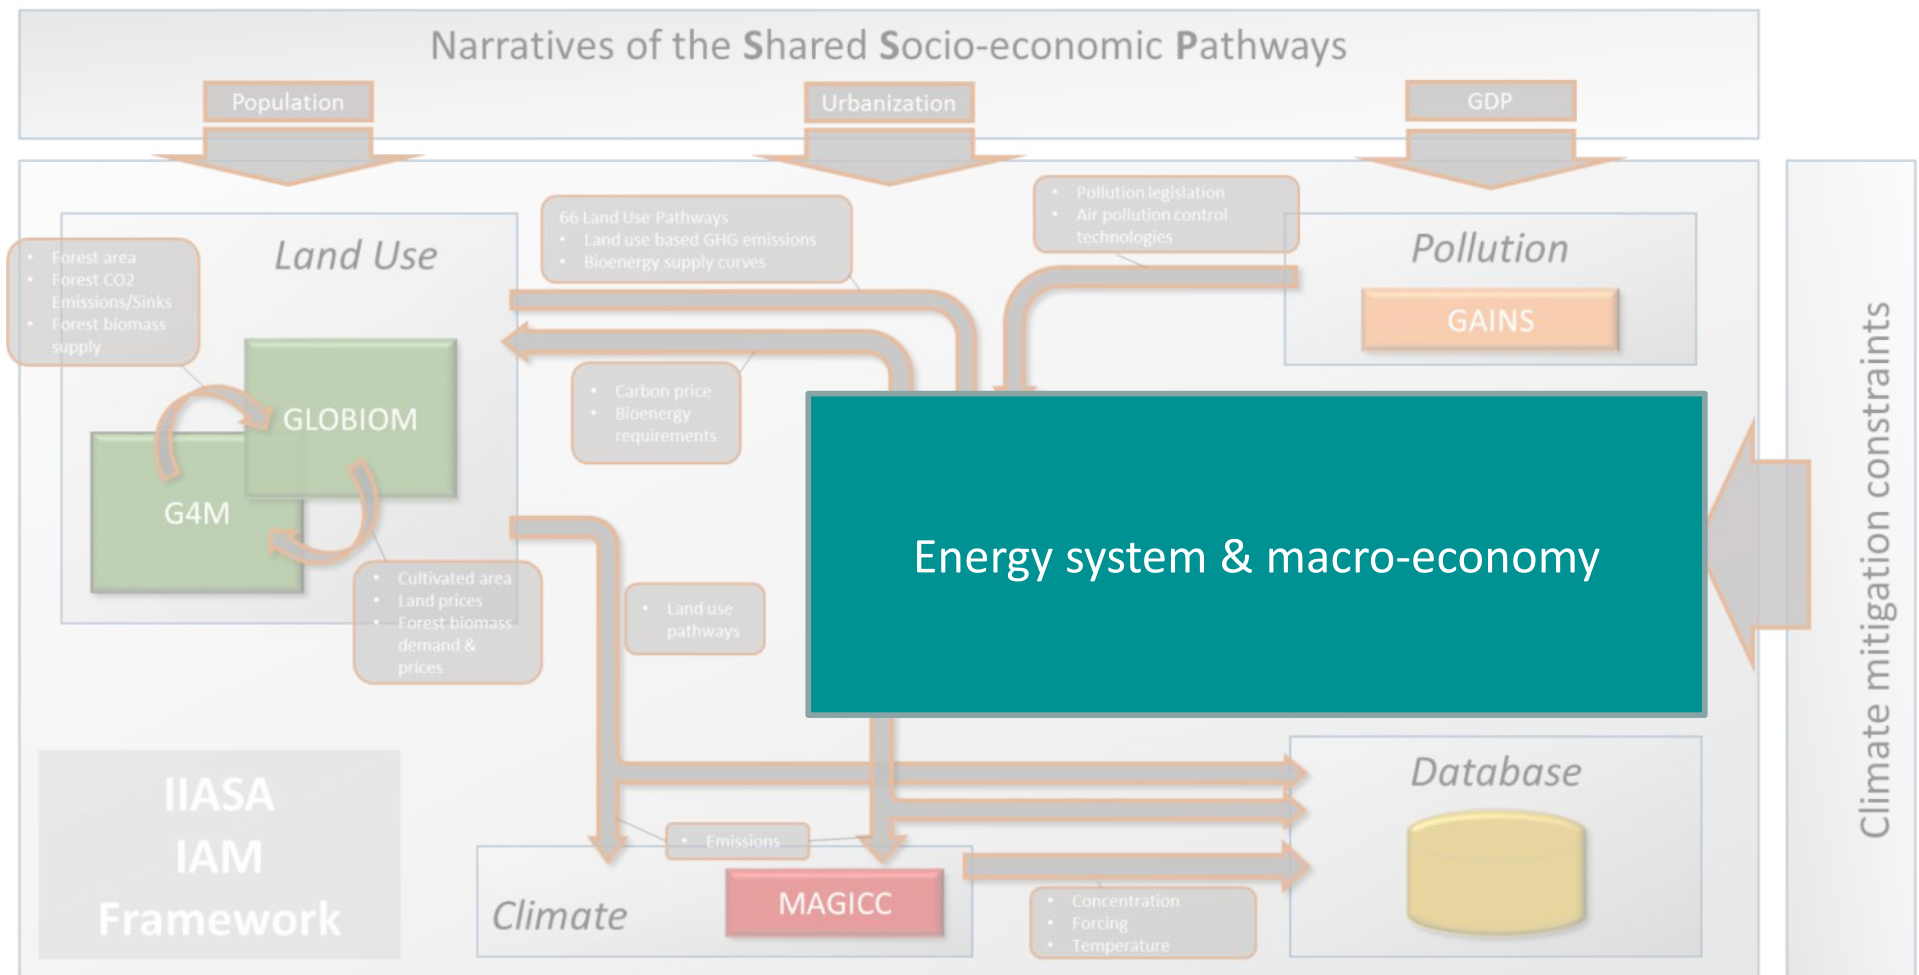 Narratives of the Shared Socio-economic Pathways
Population
Urbanization
GDP
Land Use
• Forest area
• Forest CO2
Emissions/Sinks
• Forest biomass
supply
66 Land Use Pathways
• Land use based GHG emissions
• Bioenergy supply curves
• Pollution legislation
• Air pollution control
technologies
Pollution
GAINS
GLOBIOM
G4M
• Carbon price
• Bioenergy
requirements
Energy system & macro-economy
Climate mitigation constraints
• Cultivated area
• Land prices
• Forest biomass
demand &
prices
• Land use
pathways
IIASA
IAM
Framework
• Emissions
Climate
MAGICC
• Concentration
• Forcing
• Temperature
Database